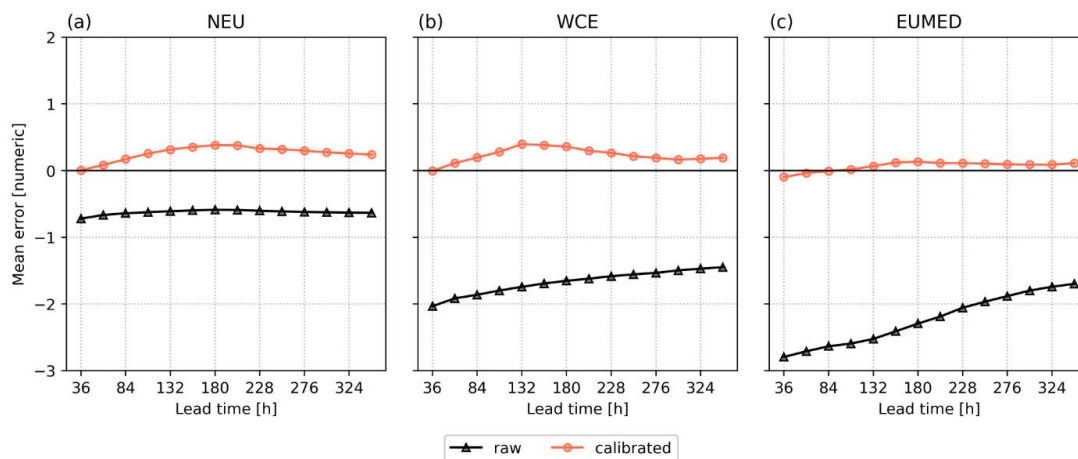 (a) NEU
(b) WCE
(c) EUMED
Mean error [numeric]
2
1
0
−1
−2
−3
36 84 132 180 228 276 324
36 84 132 180 228 276 324
36 84 132 180 228 276 324
Lead time [h]
Lead time [h]
Lead time [h]
raw calibrated